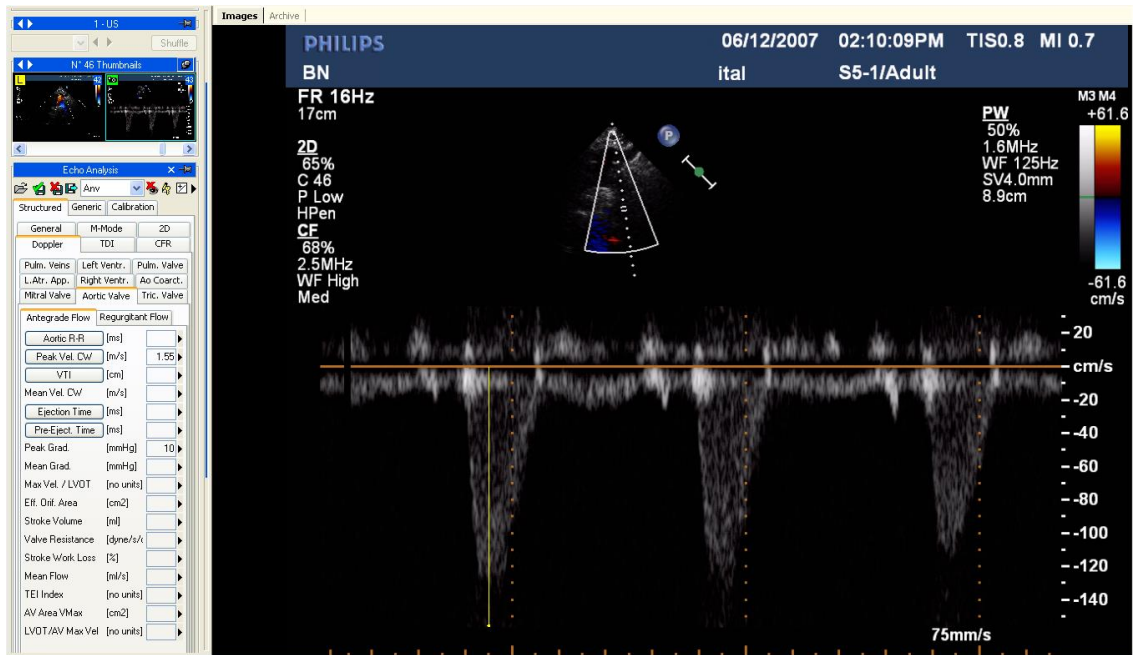 1 - US
Shuffle
N° 46 Thumbnails
L
42
43
Echo Analysis
Anv
Structured Generic Calibration
General M-Mode 2D
Doppler TDI CFR
Pulm. Veins Left Ventr. Pulm. Valve
L.Atr. App. Right Ventr. Ao Coarct.
Mitral Valve Aortic Valve Tric. Valve
Antegrade Flow Regurgitant Flow
Aortic R-R [ms]
Peak Vel. CW [m/s] 1.55
VTI [cm]
Mean Vel. CW [m/s]
Ejection Time [ms]
Pre-Eject. Time [ms]
Peak Grad. [mmHg] 10
Mean Grad. [mmHg]
Max Vel. / LVOT [no units]
Eff. Orif. Area [cm2]
Stroke Volume [ml]
Valve Resistance [dyne/s/c
Stroke Work Loss [%]
Mean Flow [ml/s]
TEI Index [no units]
AV Area VMax [cm2]
LVOT/AV Max Vel [no units]
Images Archive
PHILIPS 06/12/2007 02:10:09PM TIS0.8 MI 0.7
BN ital S5-1/Adult
FR 16Hz
17cm
2D
65%
C 46
P Low
HPen
CF
68%
2.5MHz
WF High
Med
P
PW
50%
1.6MHz
WF 125Hz
SV4.0mm
8.9cm
M3 M4
+61.6
-61.6
cm/s
20
cm/s
-20
-40
-60
-80
-100
-120
-140
75mm/s